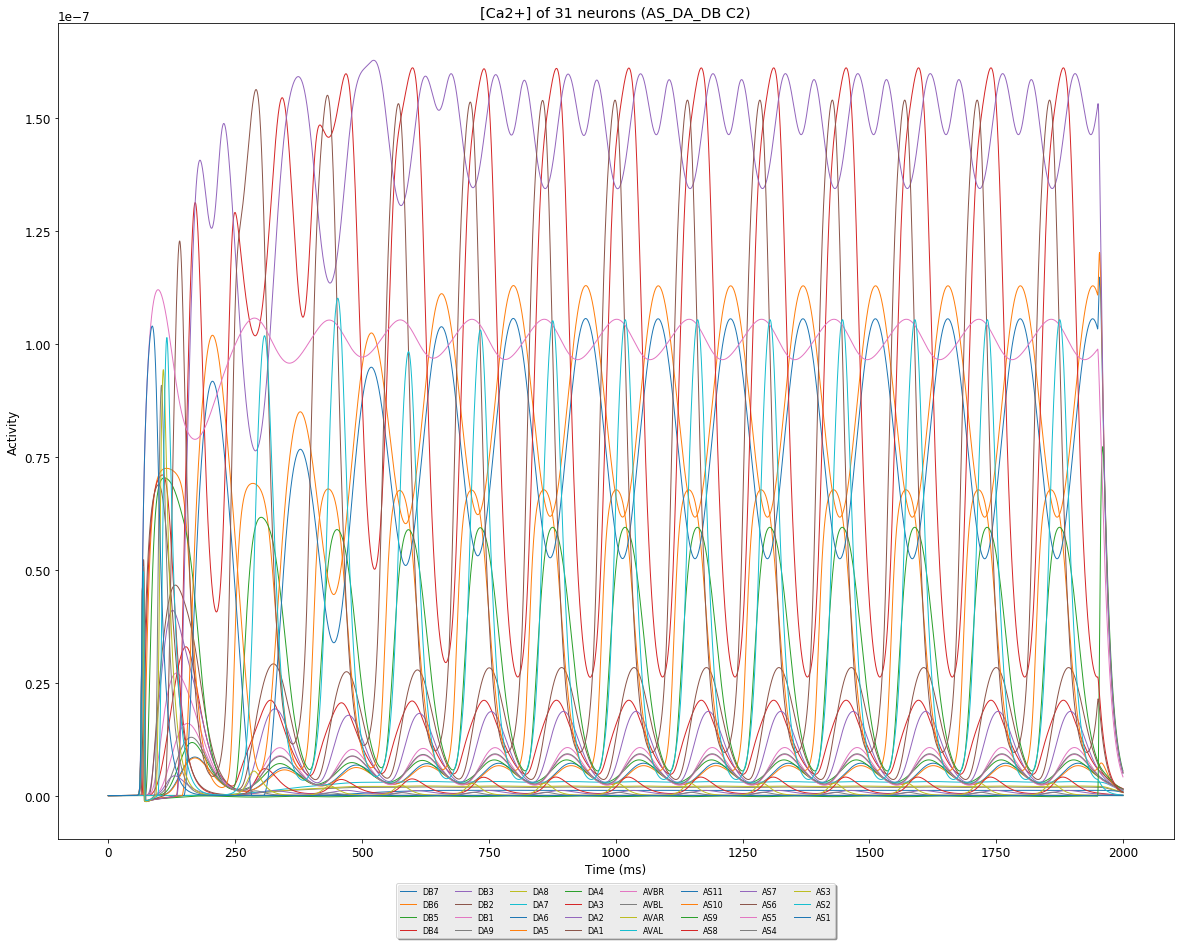 [Ca2+] of 31 neurons (AS_DA_DB C2)
1e−7
1.50
1.25
1.00
0.75
0.50
0.25
0.00
Activity
0 250 500 750 1000 1250 1500 1750 2000
Time (ms)
DB7 DB3 DA8 DA4 AVBR AS11 AS7 AS3
DB6 DB2 DA7 DA3 AVBL AS10 AS6 AS2
DB5 DB1 DA6 DA2 AVAR AS9 AS5 AS1
DB4 DA9 DA5 DA1 AVAL AS8 AS4